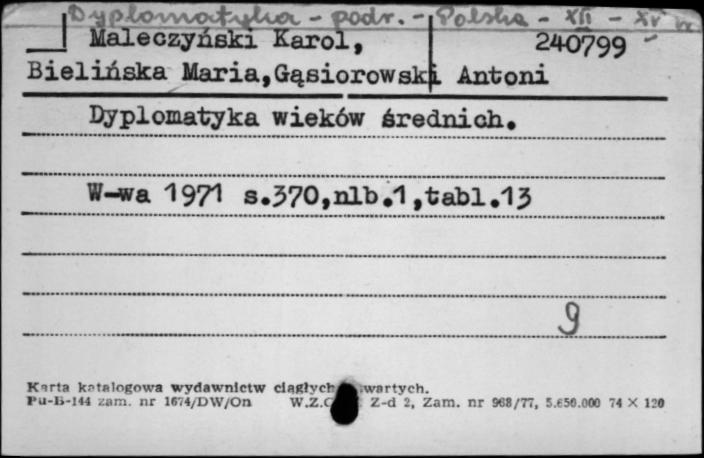 Dyplomatyka - podr. - Polska - XII - XV w
Maleczyński Karol, 240799
Bielińska Maria,Gąsiorowski Antoni
Dyplomatyka wieków średnich.
W-wa 1971 s.370,nlb.1,tabl.13
9
Karta katalogowa wydawnictw ciągłych wartych.
Pu-B-144 zam. nr 1674/DW/On W.Z.G Z-d 2, Zam. nr 968/77, 5.650.000 74 X 120